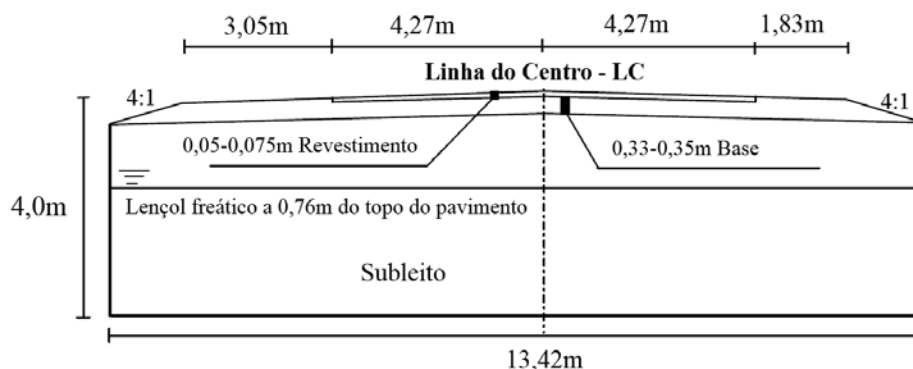 3,05m 4,27m 4,27m 1,83m
Linha do Centro - LC
4:1 4:1
0,05-0,075m Revestimento 0,33-0,35m Base
4,0m
Lençol freático a 0,76m do topo do pavimento
Subleito
13,42m